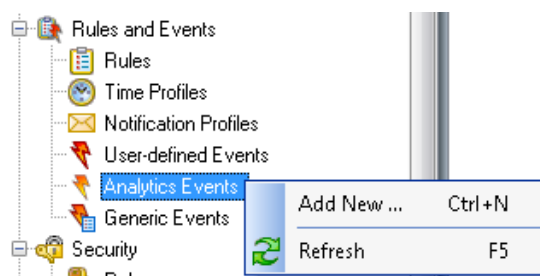 Rules and Events
Rules
Time Profiles
Notification Profiles
User-defined Events
Analytics Events
Add New ... Ctrl+N
Generic Events
Refresh F5
Security